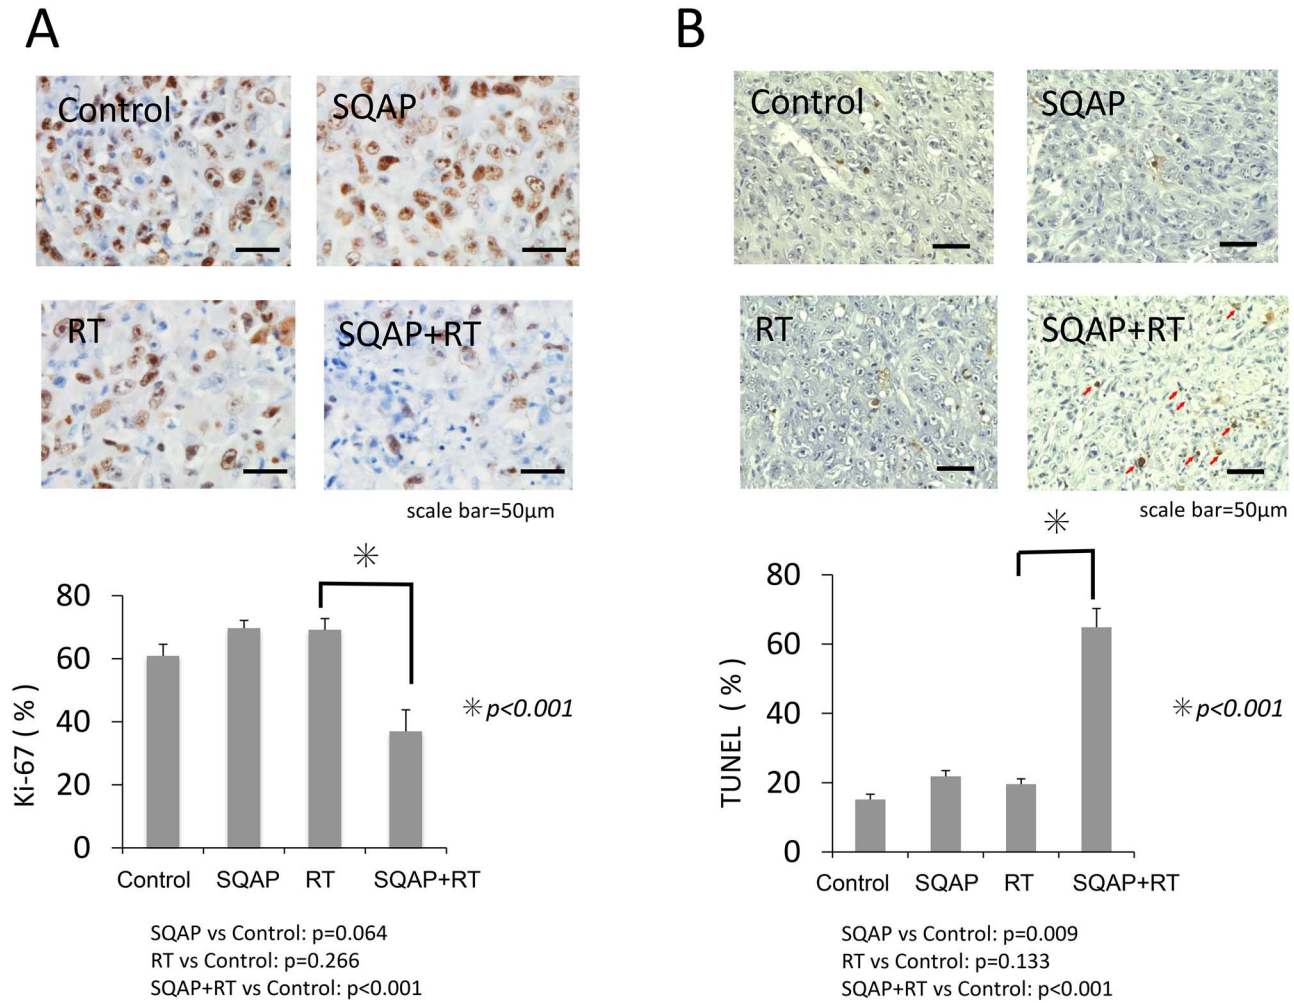 A
Control
SQAP
RT
SQAP+RT
scale bar=50μm
✳
80
60
40
20
0
Ki-67 ( % )
✳ p<0.001
Control SQAP RT SQAP+RT
SQAP vs Control: p=0.064
RT vs Control: p=0.266
SQAP+RT vs Control: p<0.001
B
Control
SQAP
RT
SQAP+RT
scale bar=50μm
✳
80
60
40
20
0
TUNEL ( % )
✳ p<0.001
Control SQAP RT SQAP+RT
SQAP vs Control: p=0.009
RT vs Control: p=0.133
SQAP+RT vs Control: p<0.001